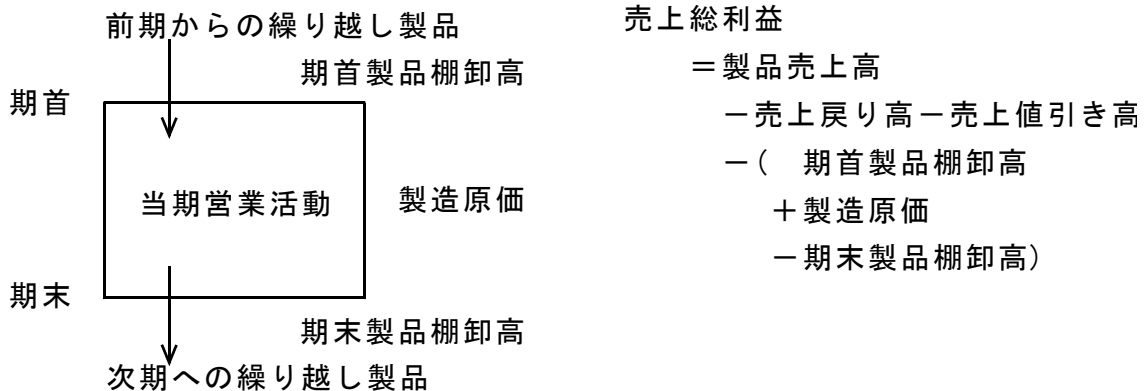 前期からの繰り越し製品
期首製品棚卸高
期首
当期営業活動
製造原価
期末
期末製品棚卸高
次期への繰り越し製品
売上総利益
＝製品売上高
－売上戻り高－売上値引き高
－(　期首製品棚卸高
＋製造原価
－期末製品棚卸高)